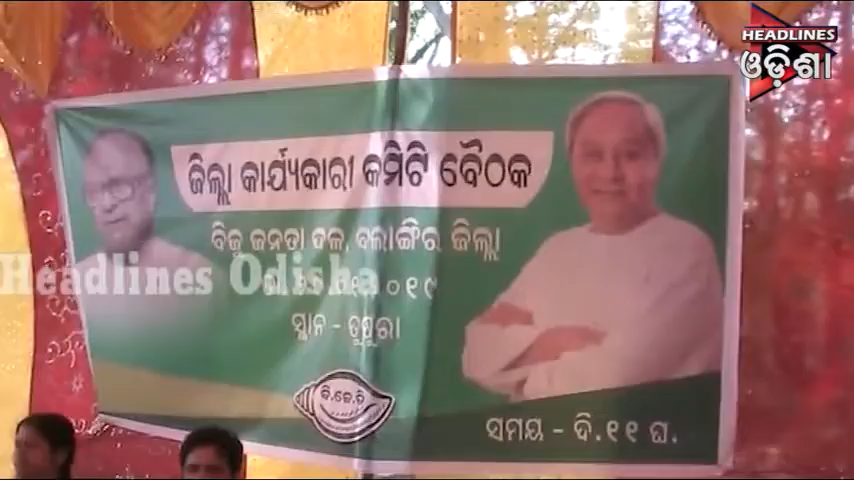 HEADLINES
ଓଡ଼ିଶା
ଜିଲ୍ଲା କାର୍ଯ୍ୟକାରୀ କମିଟି ବୈଠକ
ବିଜୁ ଜନତା ଦଳ, ବଲାଙ୍ଗିର ଜିଲ୍ଲା
Headlines Odisha
ସ୍ଥାନ - ତୁଷୁରା
ବି.ଜେ.ଡି
ସମୟ - ଦି.୧୧ ଘ.